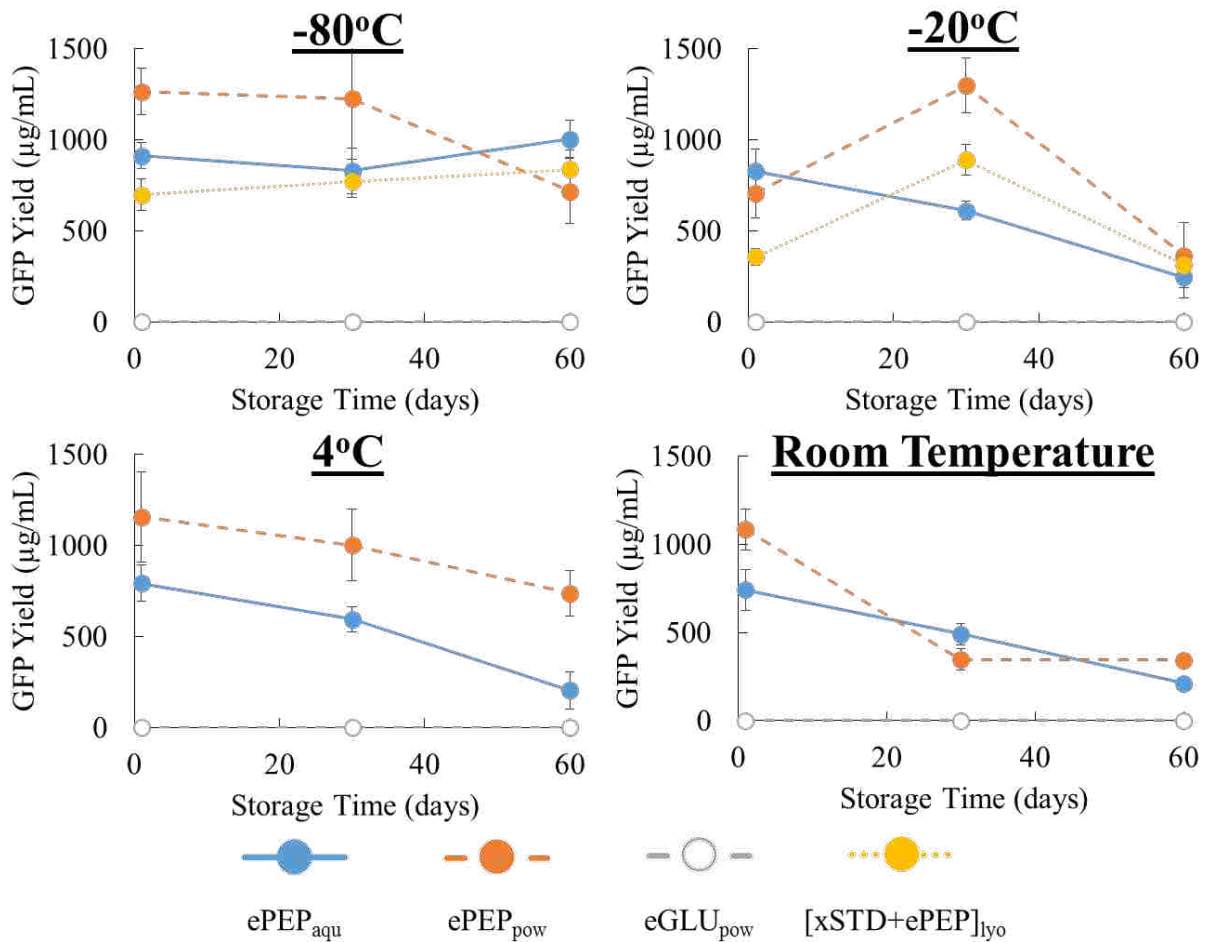 -80°C
-20°C
GFP Yield (µg/mL)
1500
1000
500
0
0 20 40 60
Storage Time (days)
GFP Yield (µg/mL)
1500
1000
500
0
0 20 40 60
Storage Time (days)
4°C
Room Temperature
GFP Yield (µg/mL)
1500
1000
500
0
0 20 40 60
Storage Time (days)
GFP Yield (µg/mL)
1500
1000
500
0
0 20 40 60
Storage Time (days)
ePEPaqu ePEPpow eGLUpow [xSTD+ePEP]lyo